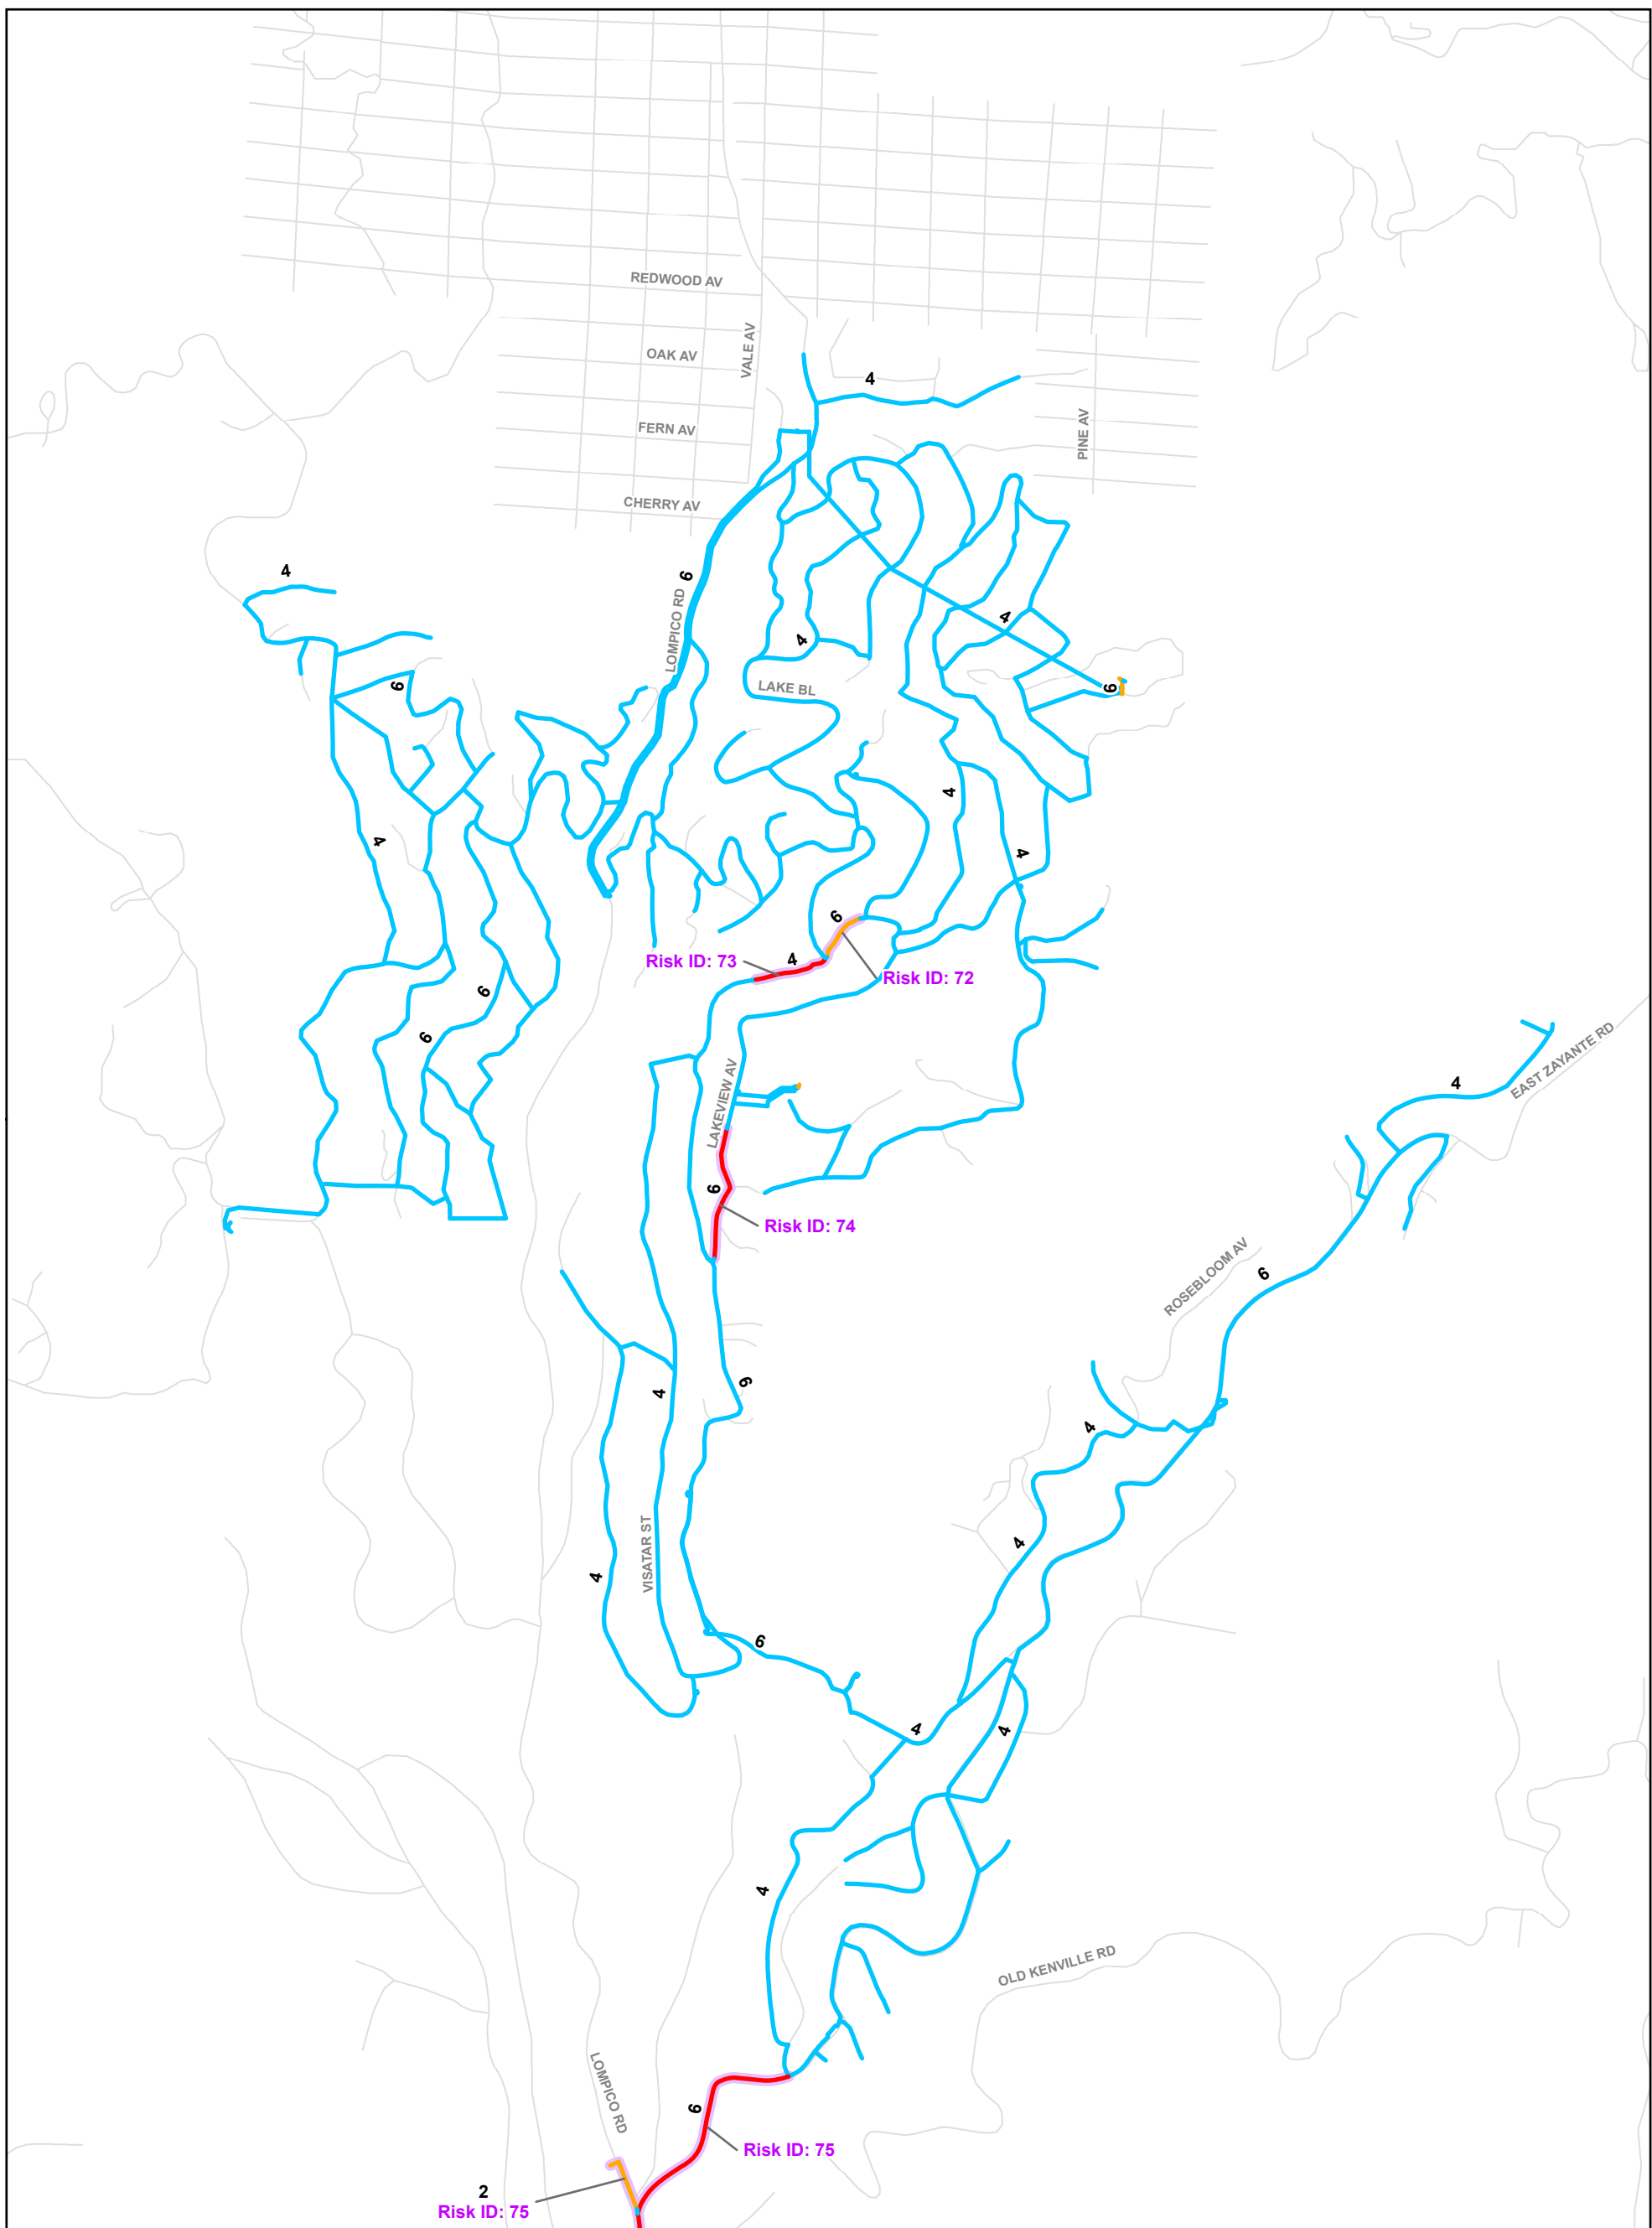 REDWOOD AV
VALE AV
OAK AV
4
FERN AV
PINE AV
CHERRY AV
4
6
LOMPICO RD
4
4
6
LAKE BL
6
4
4
4
6
4
Risk ID: 73
Risk ID: 72
6
6
EAST ZAYANTE RD
4
LAKEVIEW AV
6
Risk ID: 74
ROSEBLOOM AV
6
6
4
4
4
VISATAR ST
4
6
4
4
4
OLD KENVILLE RD
LOMPICO RD
6
Risk ID: 75
2
Risk ID: 75